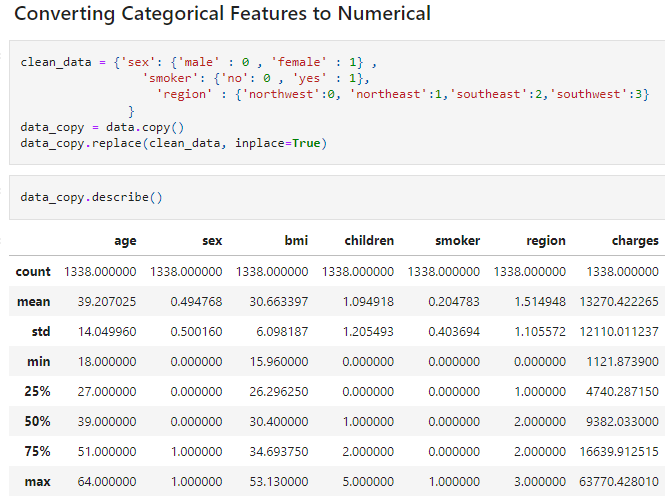 Converting Categorical Features to Numerical
clean_data = {'sex': {'male' : 0 , 'female' : 1} ,
'smoker': {'no': 0 , 'yes' : 1},
'region' : {'northwest':0, 'northeast':1,'southeast':2,'southwest':3}
}
data_copy = data.copy()
data_copy.replace(clean_data, inplace=True)
data_copy.describe()
age sex bmi children smoker region charges
count 1338.000000 1338.000000 1338.000000 1338.000000 1338.000000 1338.000000 1338.000000
mean 39.207025 0.494768 30.663397 1.094918 0.204783 1.514948 13270.422265
std 14.049960 0.500160 6.098187 1.205493 0.403694 1.105572 12110.011237
min 18.000000 0.000000 15.960000 0.000000 0.000000 0.000000 1121.873900
25% 27.000000 0.000000 26.296250 0.000000 0.000000 1.000000 4740.287150
50% 39.000000 0.000000 30.400000 1.000000 0.000000 2.000000 9382.033000
75% 51.000000 1.000000 34.693750 2.000000 0.000000 2.000000 16639.912515
max 64.000000 1.000000 53.130000 5.000000 1.000000 3.000000 63770.428010